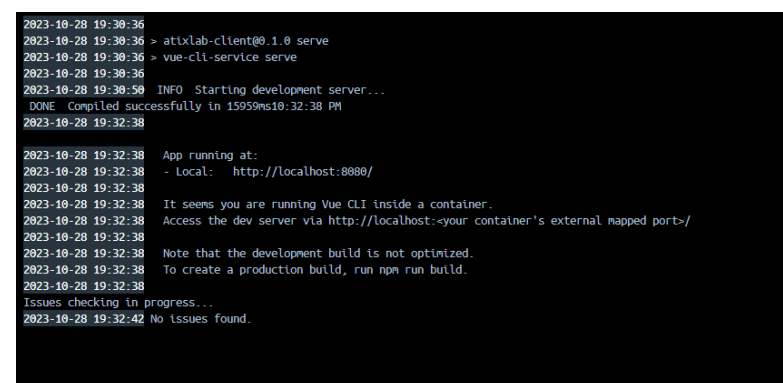 2023-10-28 19:30:36
2023-10-28 19:30:36 > atixlab-client@0.1.0 serve
2023-10-28 19:30:36 > vue-cli-service serve
2023-10-28 19:30:36
2023-10-28 19:30:50 INFO Starting development server...
DONE Compiled successfully in 15959ms10:32:38 PM
2023-10-28 19:32:38
2023-10-28 19:32:38 App running at:
2023-10-28 19:32:38 - Local: http://localhost:8080/
2023-10-28 19:32:38
2023-10-28 19:32:38 It seems you are running Vue CLI inside a container.
2023-10-28 19:32:38 Access the dev server via http://localhost:<your container's external mapped port>/
2023-10-28 19:32:38
2023-10-28 19:32:38 Note that the development build is not optimized.
2023-10-28 19:32:38 To create a production build, run npm run build.
2023-10-28 19:32:38
Issues checking in progress...
2023-10-28 19:32:42 No issues found.